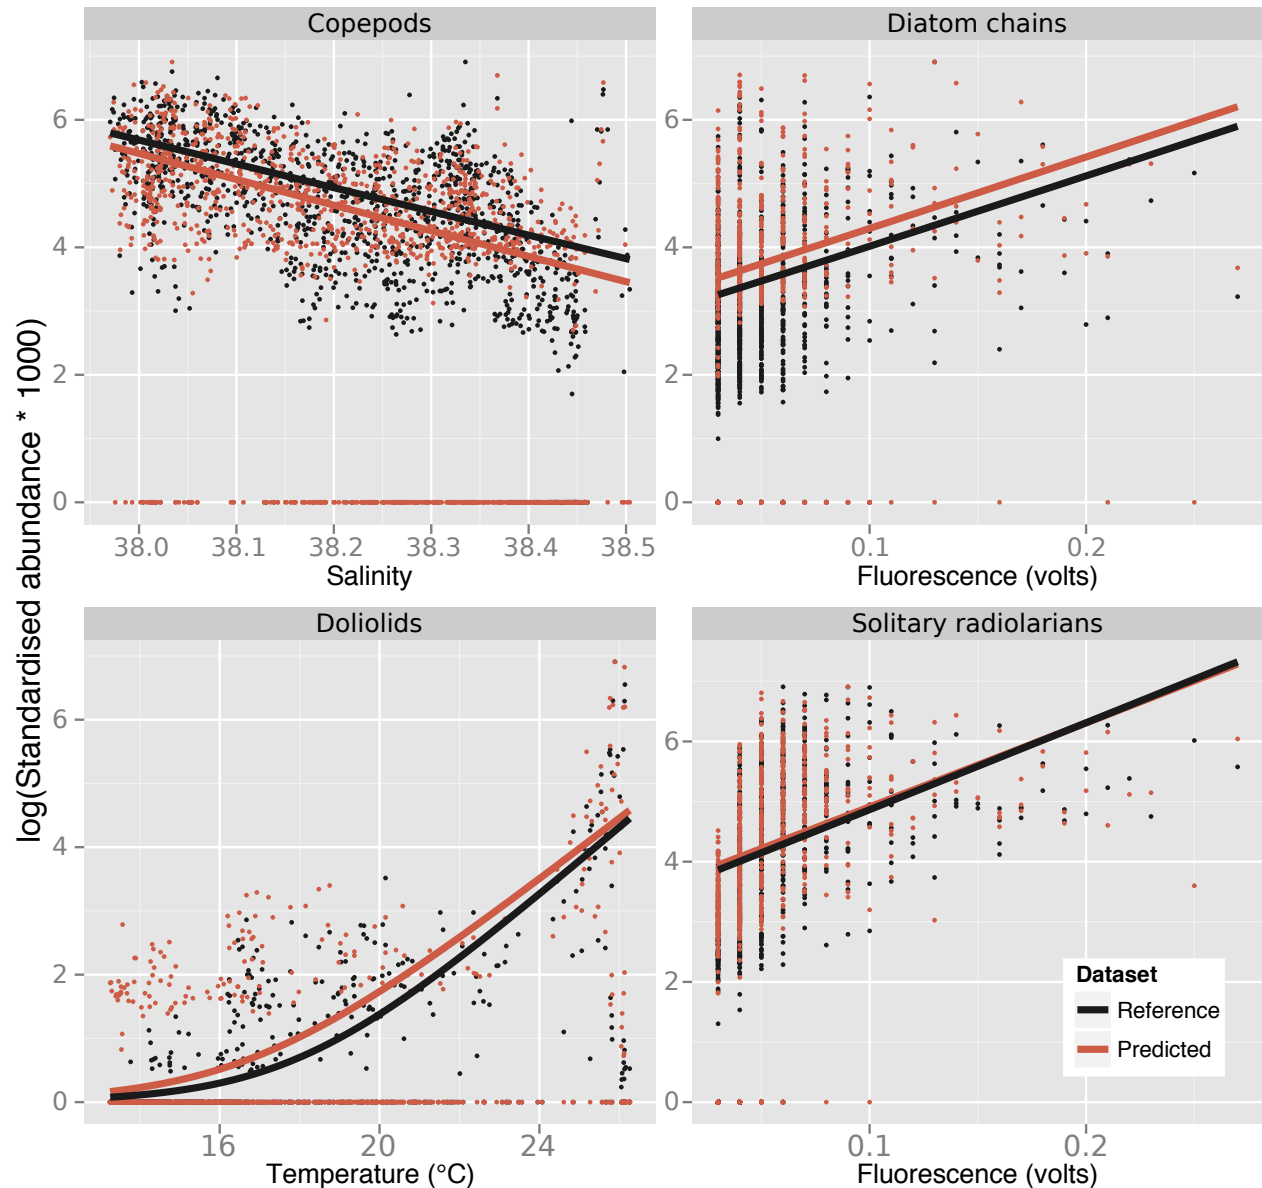 Copepods
Diatom chains
6
4
2
0
38.0 38.1 38.2 38.3 38.4 38.5
Salinity
6
4
2
0
0.1 0.2
Fluorescence (volts)
log(Standardised abundance * 1000)
Doliolids
Solitary radiolarians
6
4
2
0
16 20 24
Temperature (°C)
6
4
2
0
0.1 0.2
Fluorescence (volts)
Dataset
Reference
Predicted